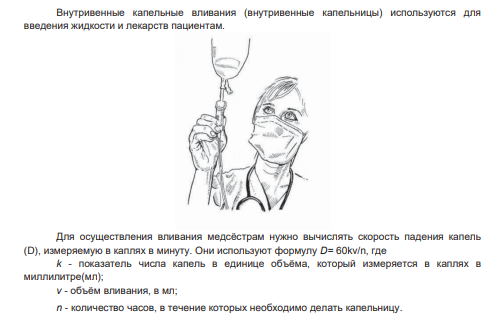 Внутривенные капельные вливания (внутривенные капельницы) используются для
введения жидкости и лекарств пациентам.
Для осуществления вливания медсёстрам нужно вычислять скорость падения капель
(D), измеряемую в каплях в минуту. Они используют формулу D= 60kv/n, где
k - показатель числа капель в единице объёма, который измеряется в каплях в
миллилитре(мл);
v - объём вливания, в мл;
n - количество часов, в течение которых необходимо делать капельницу.